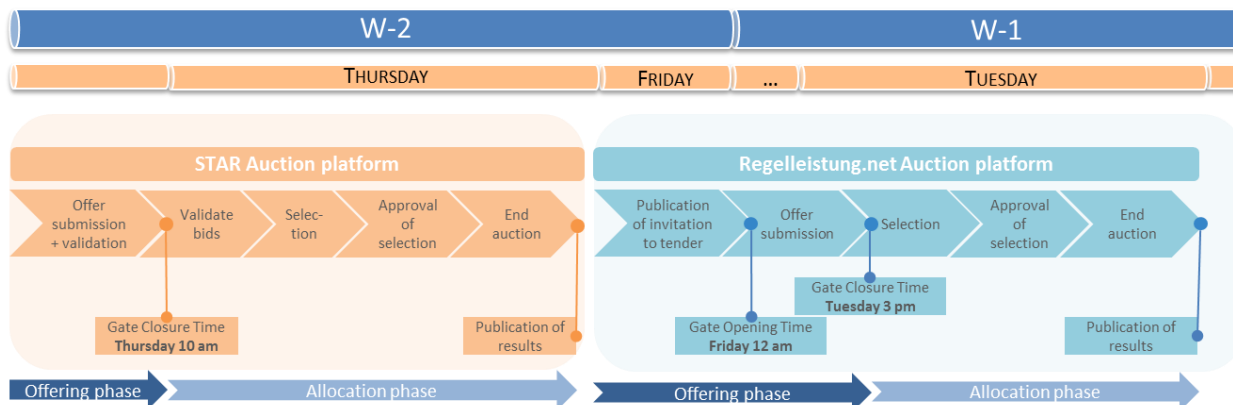 W-2
W-1
THURSDAY
FRIDAY
...
TUESDAY
STAR Auction platform
Regelleistung.net Auction platform
Offer
submission
+ validation
Validate
bids
Selec-
tion
Approval
of
selection
End
auction
Publication
of invitation
to tender
Offer
submission
Selection
Approval
of
selection
End
auction
Gate Closure Time
Tuesday 3 pm
Gate Closure Time
Thursday 10 am
Publication of
results
Gate Opening Time
Friday 12 am
Publication of
results
Offering phase
Allocation phase
Offering phase
Allocation phase